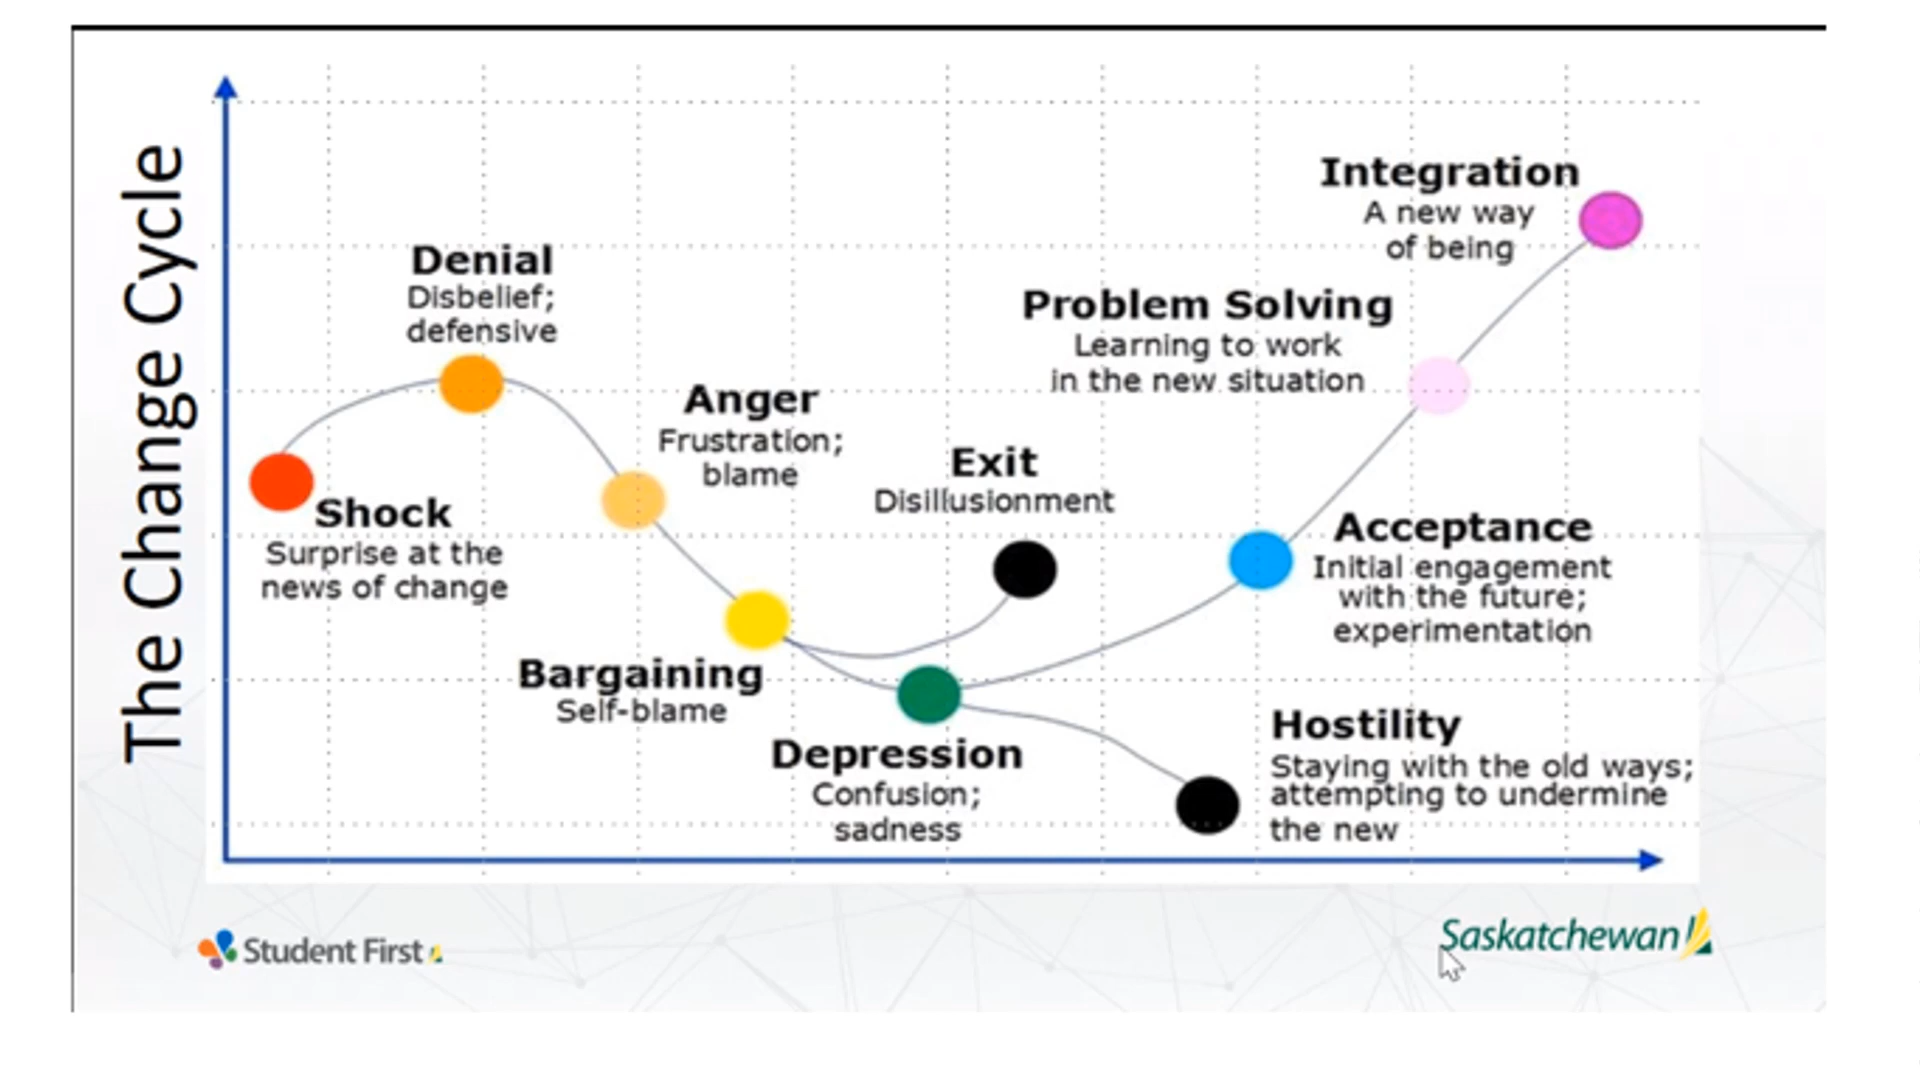 The Change Cycle
Integration
A new way
of being
Denial
Disbelief;
defensive
Problem Solving
Learning to work
in the new situation
Anger
Frustration;
blame
Exit
Disillusionment
Shock
Surprise at the
news of change
Acceptance
Initial engagement
with the future;
experimentation
Bargaining
Self-blame
Depression
Confusion;
sadness
Hostility
Staying with the old ways;
attempting to undermine
the new
Student First
Saskatchewan